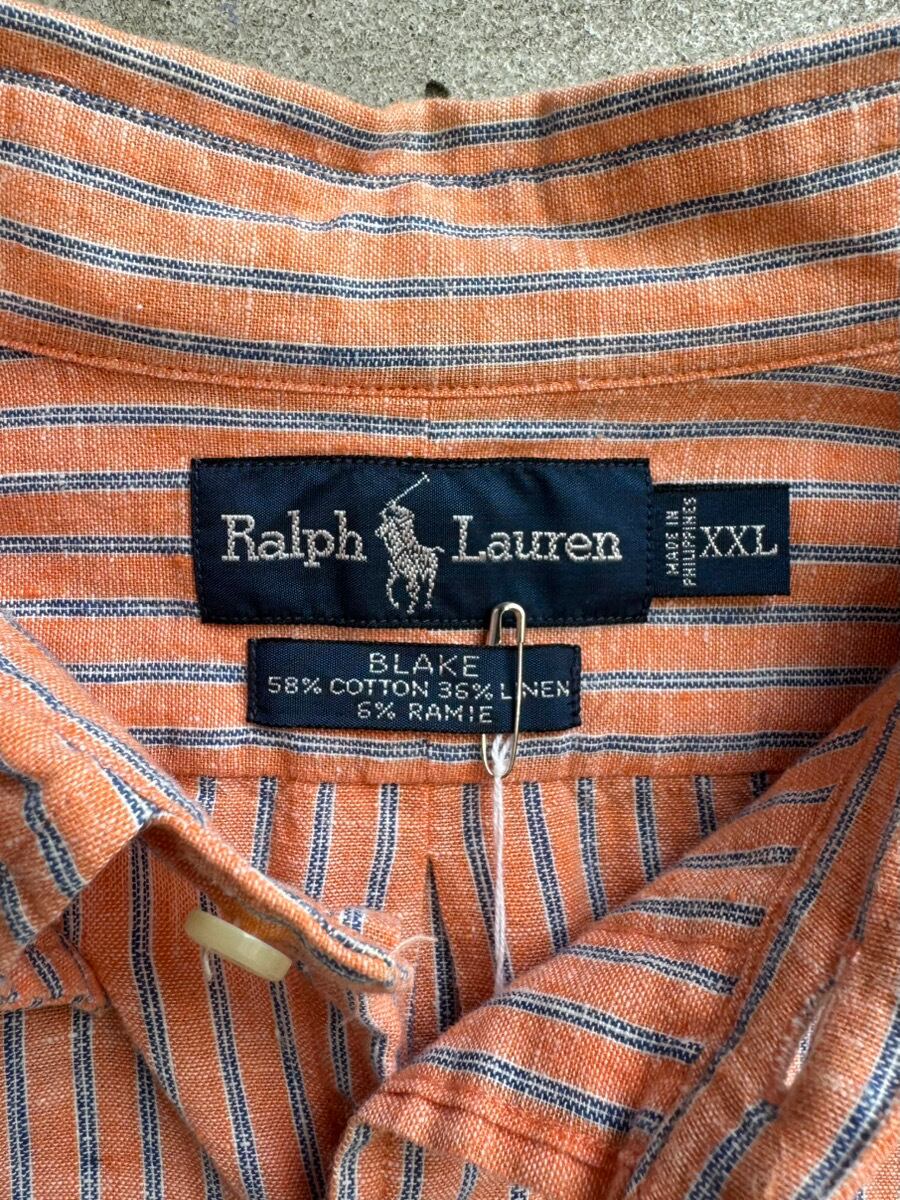 Ralph Lauren
MADE IN
PHILIPPINES
XXL
BLAKE
58% COTTON 36% LINEN
6% RAMIE